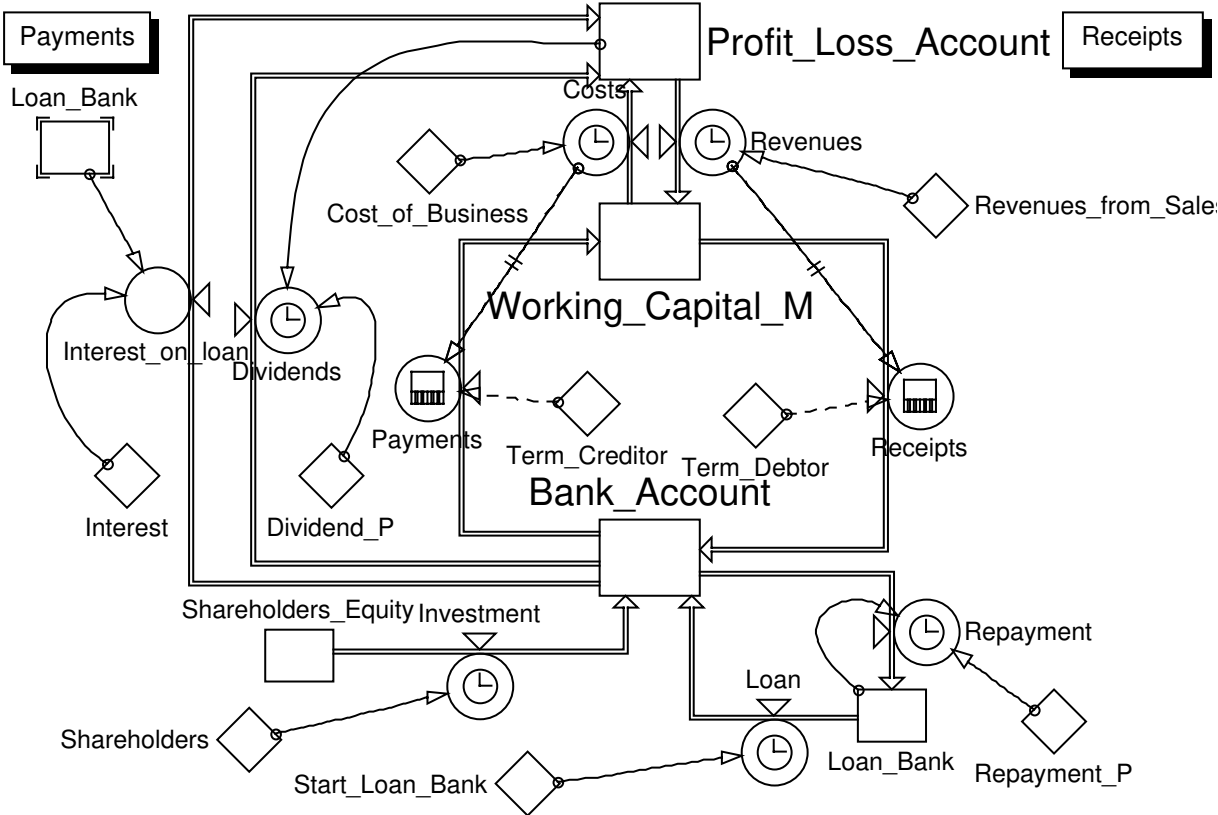 Payments
Profit_Loss_Account
Receipts
Loan_Bank
Costs
Revenues
Cost_of_Business
Revenues_from_Sales
Working_Capital_M
Interest_on_loan
Dividends
Payments
Term_Creditor
Term_Debtor
Receipts
Bank_Account
Interest
Dividend_P
Shareholders_Equity
Investment
Repayment
Loan
Shareholders
Start_Loan_Bank
Loan_Bank
Repayment_P